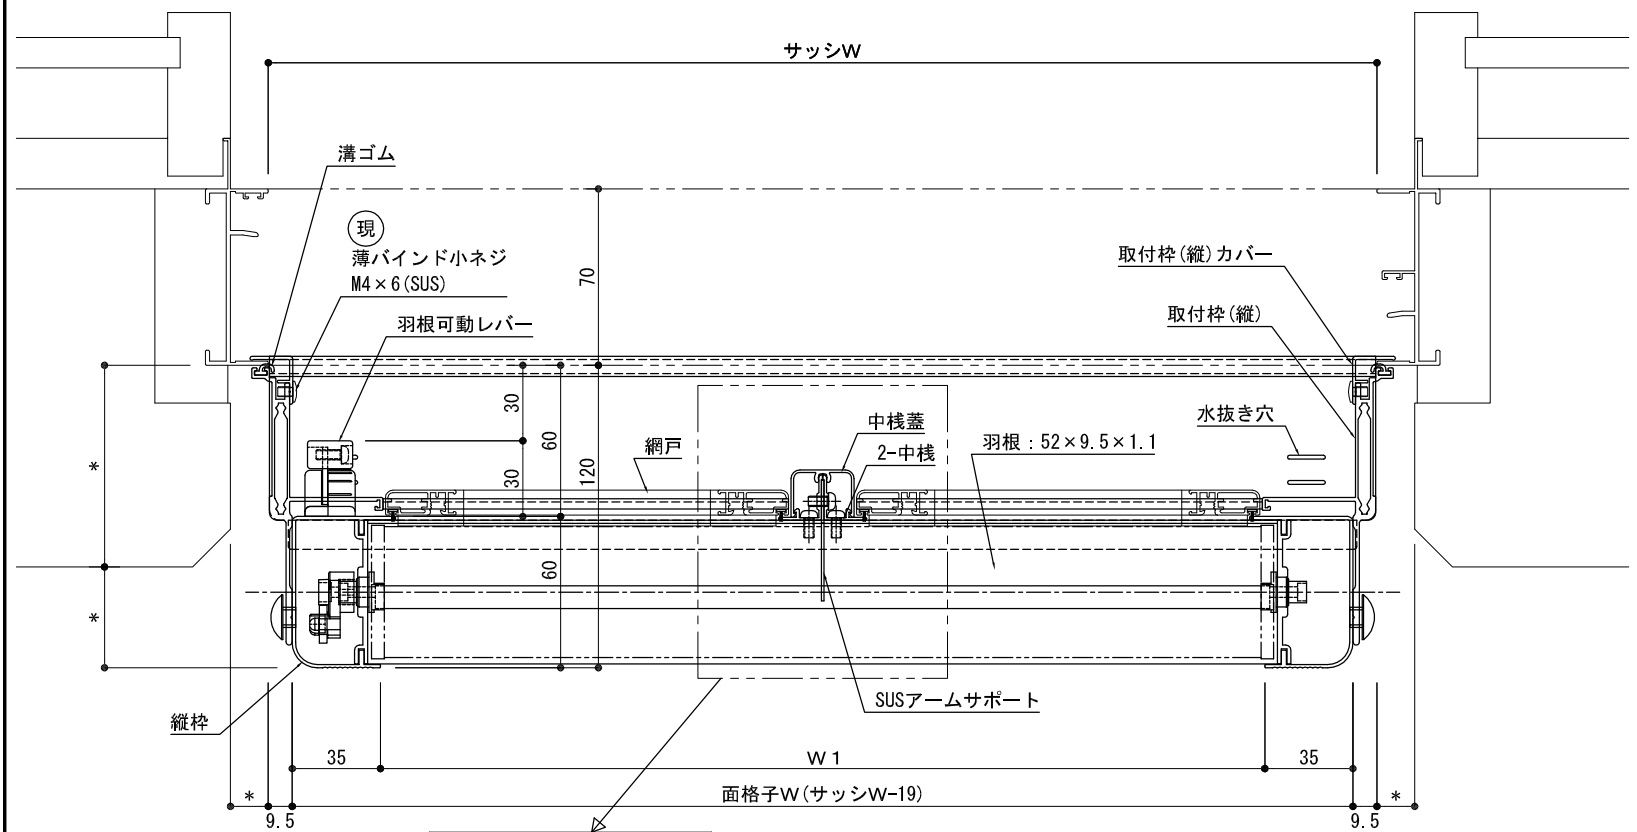 サッシW
溝ゴム
現
薄バインド小ネジ
M4×6(SUS)
70
取付枠(縦)カバー
羽根可動レバー
取付枠(縦)
30
60
*
中桟蓋
水抜き穴
2-中桟
羽根：52×9.5×1.1
網戸
30
120
60
*
SUSアームサポート
縦枠
35
W1
35
*
面格子W(サッシW-19)
*
9.5
9.5